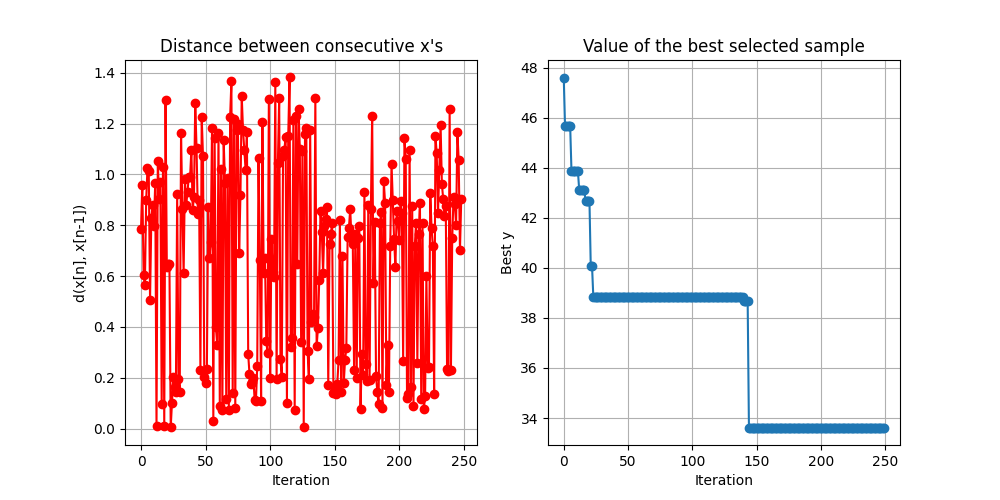 Distance between consecutive x's
d(x[n], x[n-1])
1.4
1.2
1.0
0.8
0.6
0.4
0.2
0.0
0 50 100 150 200 250
Iteration
Value of the best selected sample
Best y
48
46
44
42
40
38
36
34
0 50 100 150 200 250
Iteration